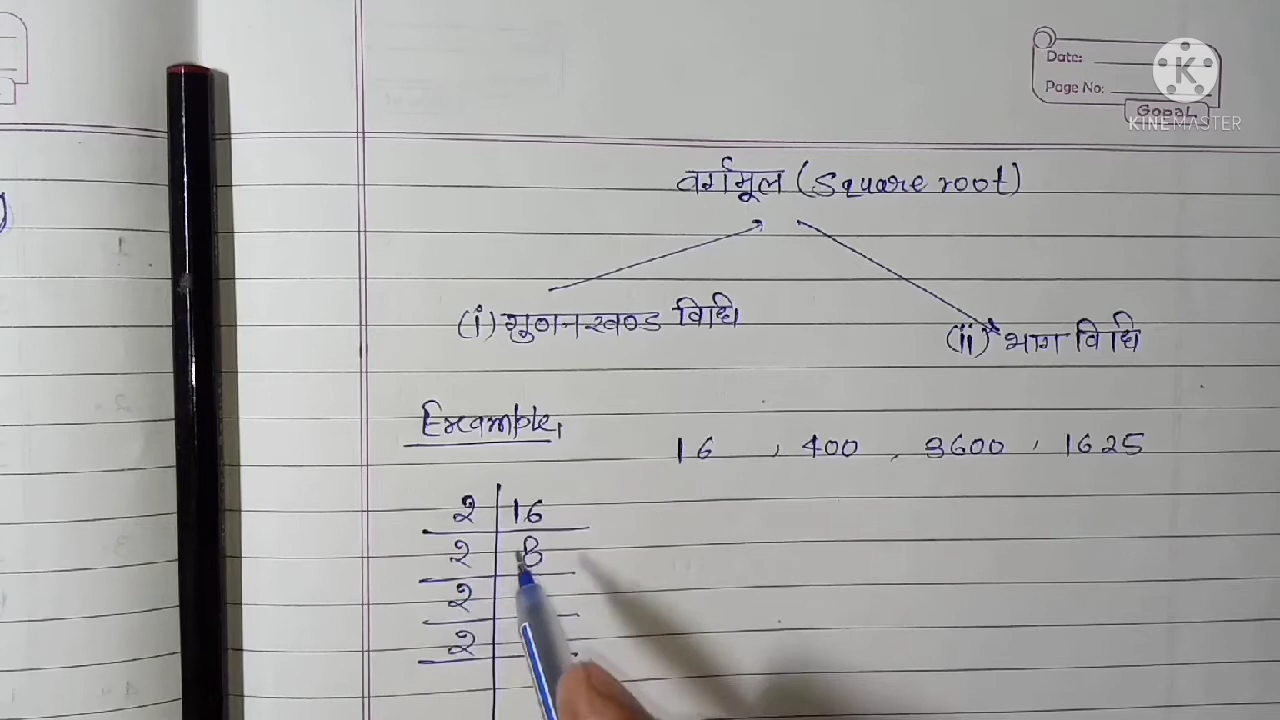 Date:
Page No:
Gopal
KINEMASTER
वर्गमूल (Square root)
(i) गुणनखण्ड विधि
(ii) भाग विधि
Example,
16 , 400 , 3600 , 1625
2 16
2 8
2
2